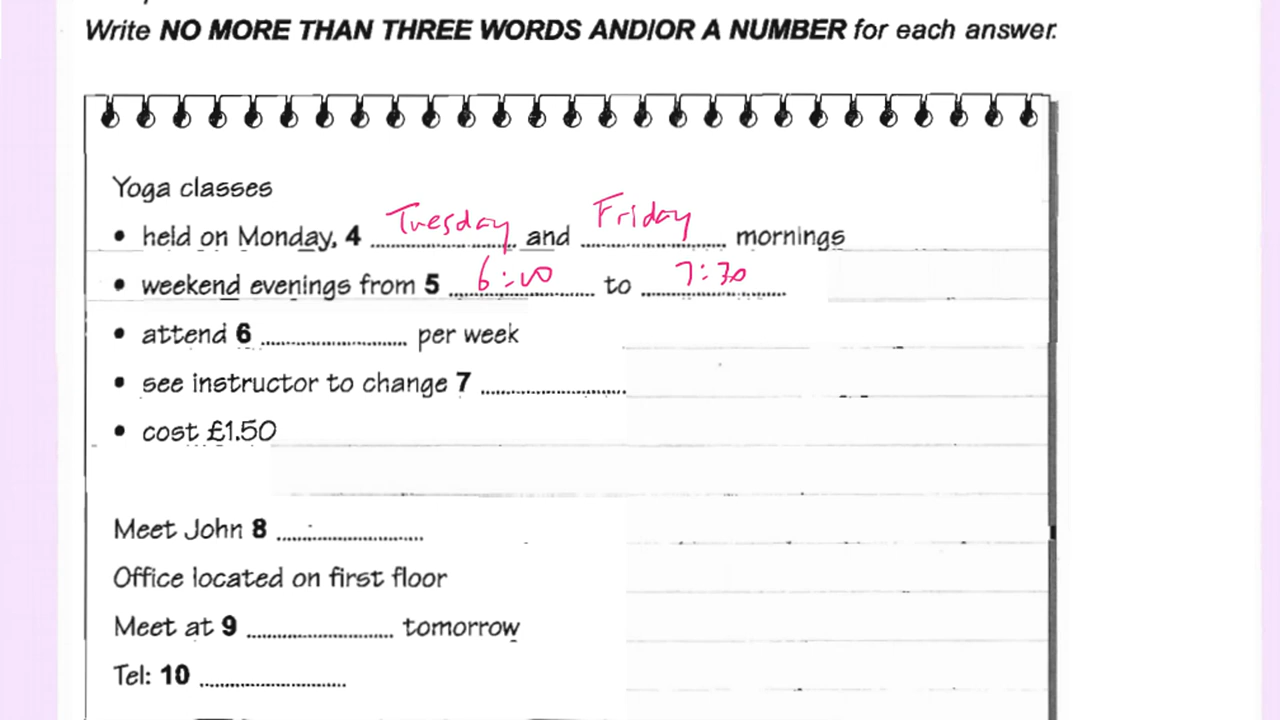 Write NO MORE THAN THREE WORDS AND/OR A NUMBER for each answer.
Yoga classes
• held on Monday, 4 Tuesday and Friday mornings
• weekend evenings from 5 6:00 to 7:30
• attend 6 .......................... per week
• see instructor to change 7 ..........................
• cost £1.50
Meet John 8 ..........................
Office located on first floor
Meet at 9 .......................... tomorrow
Tel: 10 ..........................